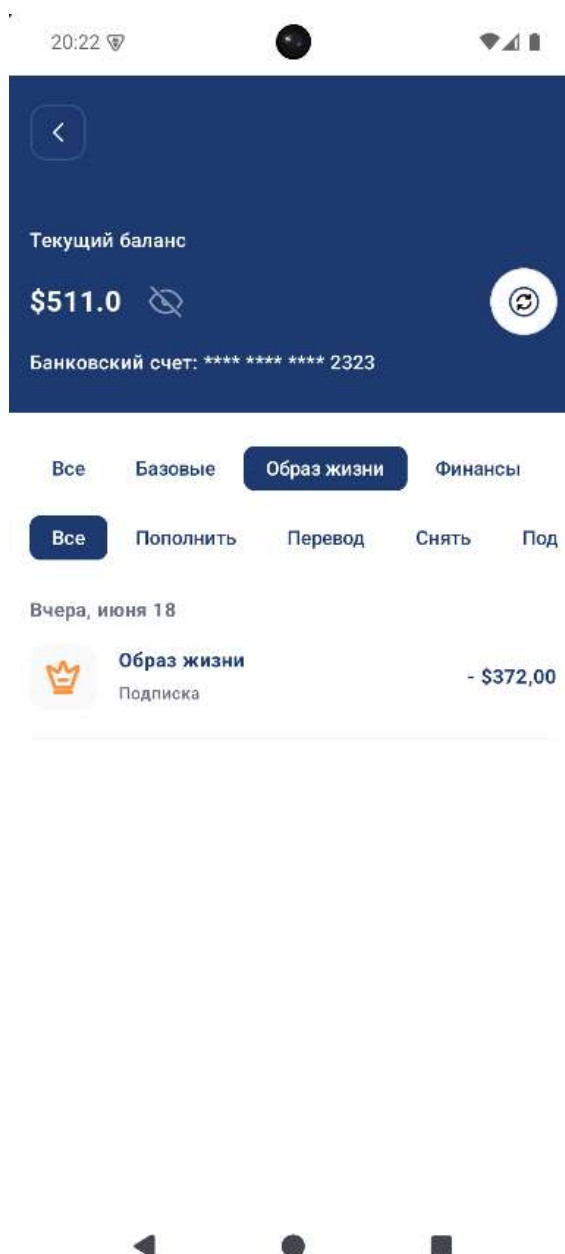 20:22
Текущий баланс
$511.0
Банковский счет: **** **** **** 2323
Все Базовые Образ жизни Финансы
Все Пополнить Перевод Снять Под
Вчера, июня 18
Образ жизни
- $372,00
Подписка